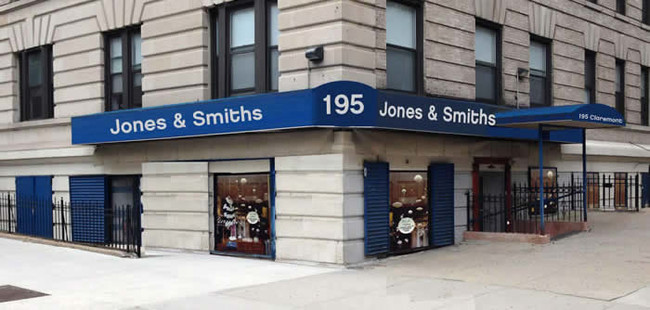 Jones & Smiths
195
Jones & Smiths
195 Claremont